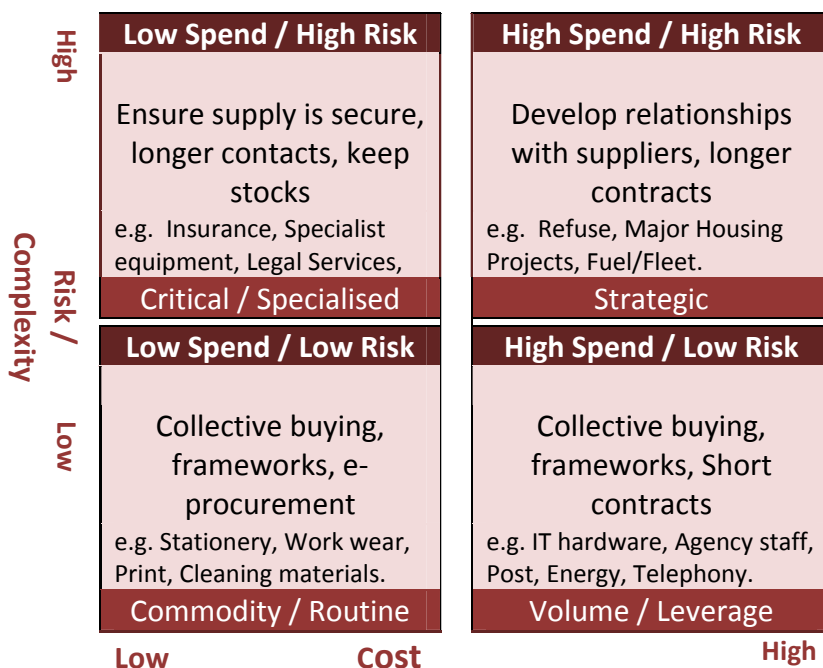 High
Risk /
Complexity
Low
Low Spend / High Risk
Ensure supply is secure,
longer contacts, keep
stocks
e.g.  Insurance, Specialist
equipment, Legal Services,
Critical / Specialised
High Spend / High Risk
Develop relationships
with suppliers, longer
contracts
e.g.  Refuse, Major Housing
Projects, Fuel/Fleet.
Strategic
Low Spend / Low Risk
Collective buying,
frameworks, e-
procurement
e.g. Stationery, Work wear,
Print, Cleaning materials.
Commodity / Routine
High Spend / Low Risk
Collective buying,
frameworks, Short
contracts
e.g. IT hardware, Agency staff,
Post, Energy, Telephony.
Volume / Leverage
Low
Cost
High